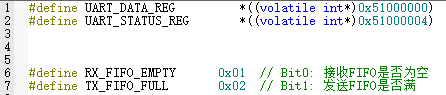 1 #define UART_DATA_REG *((volatile int*)0x51000000)
2 #define UART_STATUS_REG *((volatile int*)0x51000004)
3
4
5
6 #define RX_FIFO_EMPTY 0x01 // Bit0: 接收FIFO是否为空
7 #define TX_FIFO_FULL 0x02 // Bit1: 发送FIFO是否满